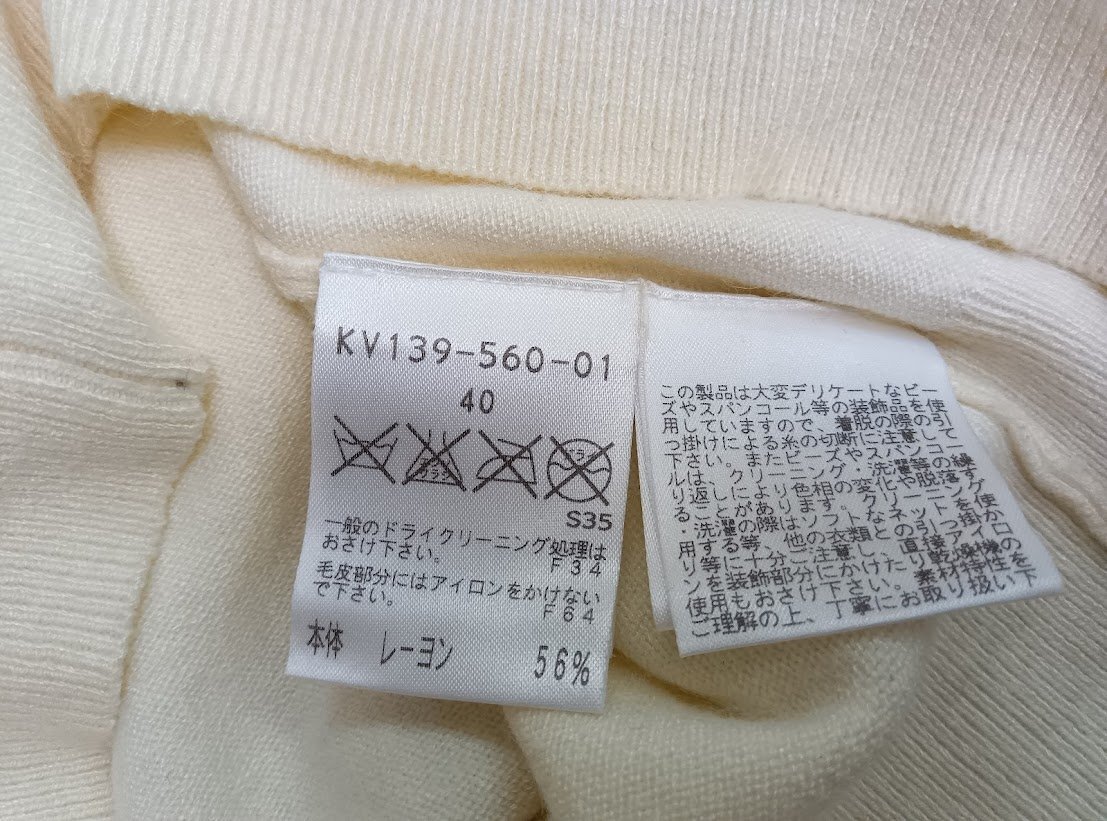 KV139-560-01
40
エンソ
サラシ
ドライ
S35
一般のドライクリーニング処理は
おさけ下さい。
F34
毛皮部分にはアイロンをかけない
で下さい。
F64
本体 レーヨン 56%
この製品は大変デリケートなビー
ズやスパンコール等の装飾品を使
用していますので、着脱の際の引
っ掛けによる糸の切断に注意して
下さい。またビーズやスパンコー
ルは、クリーニング・洗濯等の繰
り返しにより色相の変化や脱落す
ることがあります。クリーニング
・洗濯の際はソフトなネットを使
用する等、他の衣類との引っ掛か
り等に十分ご注意し、直接アイロ
ンを装飾部分にかけたり乾燥機の
使用もおさけ下さい。素材特性を
ご理解の上、丁寧にお取り扱い下